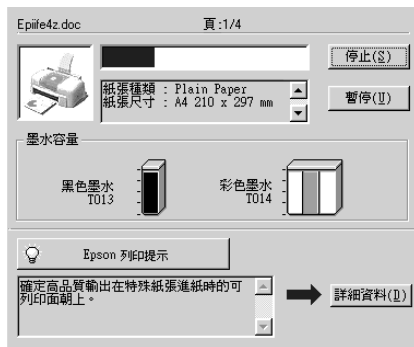 Epiife4z.doc 頁:1/4
停止(S)
紙張種類 : Plain Paper
紙張尺寸 : A4 210 x 297 mm
暫停(U)
墨水容量
黑色墨水
T013
彩色墨水
T014
Epson 列印提示
確定高品質輸出在特殊紙張進紙時的可
列印面朝上。
詳細資料(D)